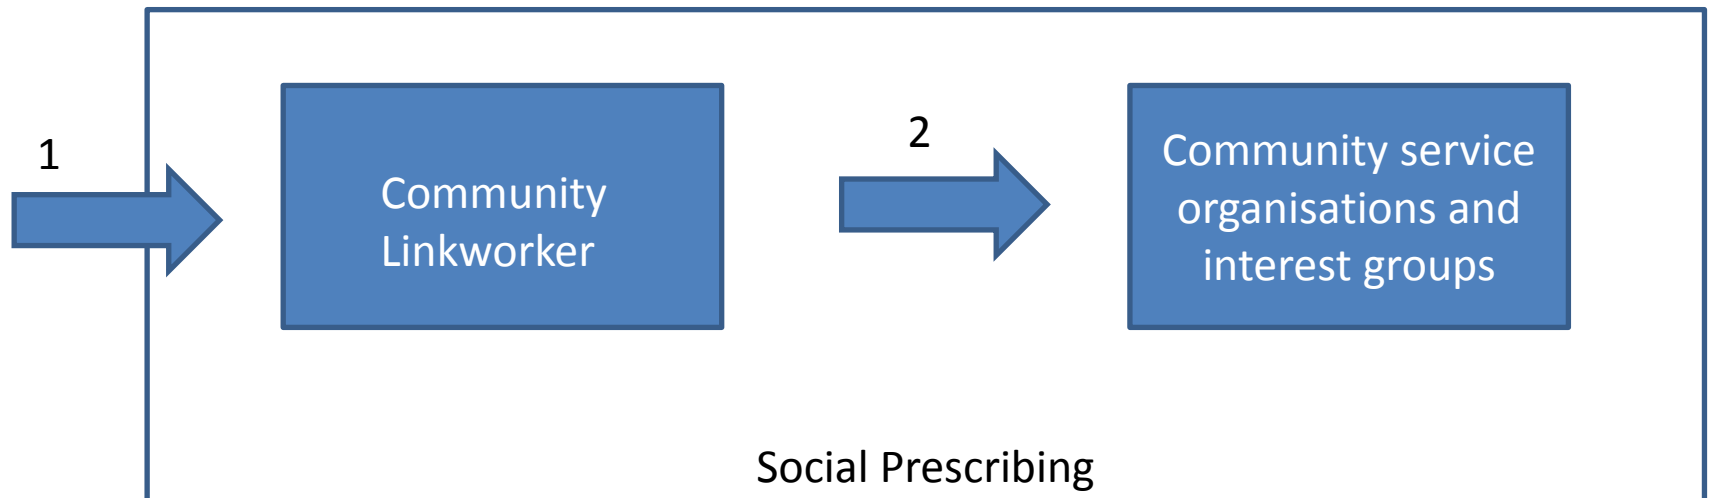 1
Community
Linkworker
2
Community service
organisations and
interest groups
Social Prescribing